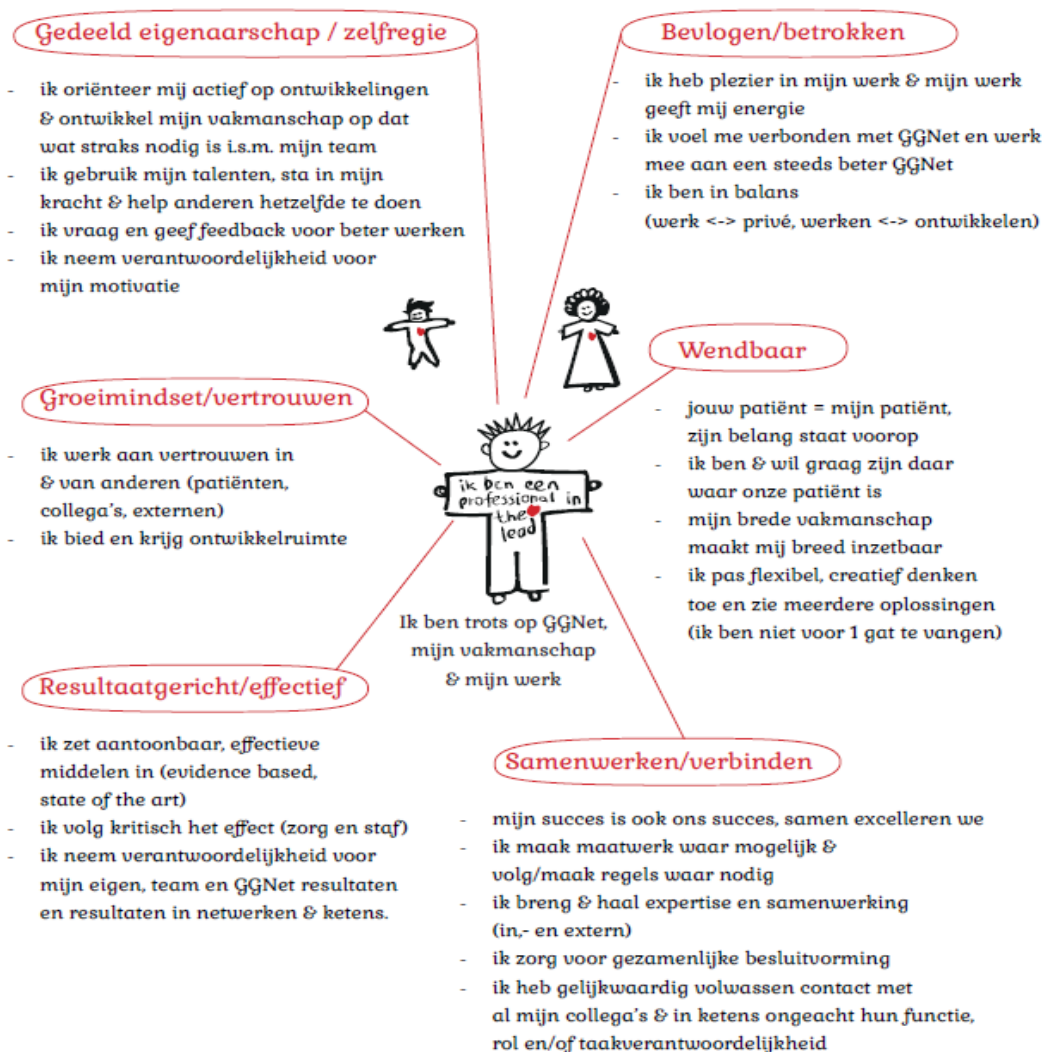 Gedeeld eigenaarschap / zelfregie
- ik oriënteer mij actief op ontwikkelingen
& ontwikkel mijn vakmanschap op dat
wat straks nodig is i.s.m. mijn team
- ik gebruik mijn talenten, sta in mijn
kracht & help anderen hetzelfde te doen
- ik vraag en geef feedback voor beter werken
- ik neem verantwoordelijkheid voor
mijn motivatie
Bevlogen/betrokken
- ik heb plezier in mijn werk & mijn werk
geeft mij energie
- ik voel me verbonden met GGNet en werk
mee aan een steeds beter GGNet
- ik ben in balans
(werk <-> privé, werken <-> ontwikkelen)
Groeimindset/vertrouwen
- ik werk aan vertrouwen in
& van anderen (patiënten,
collega's, externen)
- ik bied en krijg ontwikkelruimte
Wendbaar
- jouw patiënt = mijn patiënt,
zijn belang staat voorop
- ik ben & wil graag zijn daar
waar onze patiënt is
- mijn brede vakmanschap
maakt mij breed inzetbaar
- ik pas flexibel, creatief denken
toe en zie meerdere oplossingen
(ik ben niet voor 1 gat te vangen)
ik ben een
professional in
the
lead
Ik ben trots op GGNet,
mijn vakmanschap
& mijn werk
Resultaatgericht/effectief
- ik zet aantoonbaar, effectieve
middelen in (evidence based,
state of the art)
- ik volg kritisch het effect (zorg en staf)
- ik neem verantwoordelijkheid voor
mijn eigen, team en GGNet resultaten
en resultaten in netwerken & ketens.
Samenwerken/verbinden
- mijn succes is ook ons succes, samen excelleren we
- ik maak maatwerk waar mogelijk &
volg/maak regels waar nodig
- ik breng & haal expertise en samenwerking
(in,- en extern)
- ik zorg voor gezamenlijke besluitvorming
- ik heb gelijkwaardig volwassen contact met
al mijn collega's & in ketens ongeacht hun functie,
rol en/of taakverantwoordelijkheid